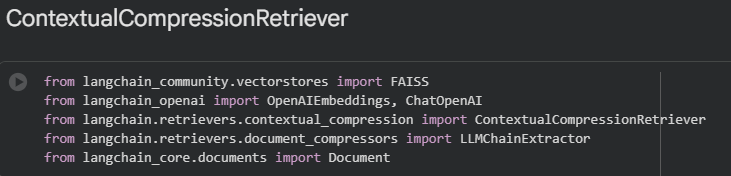 ContextualCompressionRetriever
from langchain_community.vectorstores import FAISS
from langchain_openai import OpenAIEmbeddings, ChatOpenAI
from langchain.retrievers.contextual_compression import ContextualCompressionRetriever
from langchain.retrievers.document_compressors import LLMChainExtractor
from langchain_core.documents import Document